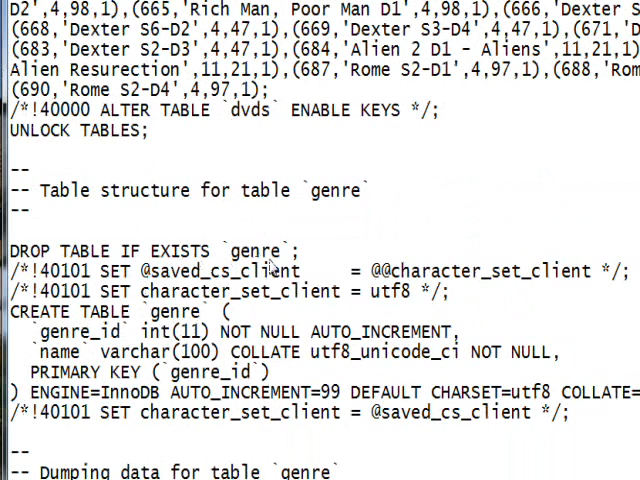 D2',4,98,1),(665,'Rich Man, Poor Man D1',4,98,1),(666,'Dexter S
(668,'Dexter S6-D2',4,47,1),(669,'Dexter S3-D4',4,47,1),(671,'D
(683,'Dexter S2-D3',4,47,1),(684,'Alien 2 D1 - Aliens',11,21,1)
Alien Resurection',11,21,1),(687,'Rome S2-D1',4,97,1),(688,'Rom
(690,'Rome S2-D4',4,97,1);
/*!40000 ALTER TABLE `dvds` ENABLE KEYS */;
UNLOCK TABLES;
--
-- Table structure for table `genre`
--
DROP TABLE IF EXISTS `genre`;
/*!40101 SET @saved_cs_client     = @@character_set_client */;
/*!40101 SET character_set_client = utf8 */;
CREATE TABLE `genre` (
  `genre_id` int(11) NOT NULL AUTO_INCREMENT,
  `name` varchar(100) COLLATE utf8_unicode_ci NOT NULL,
  PRIMARY KEY (`genre_id`)
) ENGINE=InnoDB AUTO_INCREMENT=99 DEFAULT CHARSET=utf8 COLLATE=
/*!40101 SET character_set_client = @saved_cs_client */;
--
-- Dumping data for table `genre`